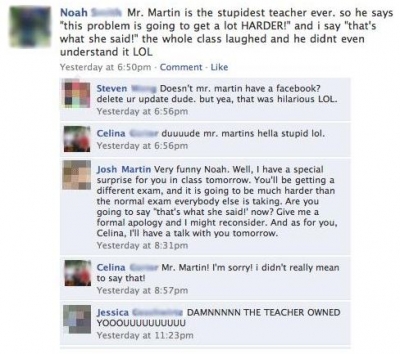 Noah Mr. Martin is the stupidest teacher ever. so he says
"this problem is going to get a lot HARDER!" and i say "that's
what she said!" the whole class laughed and he didnt even
understand it LOL
Yesterday at 6:50pm · Comment · Like
Steven Doesn't mr. martin have a facebook?
delete ur update dude. but yea, that was hilarious LOL.
Yesterday at 6:56pm
Celina duuuude mr. martins hella stupid lol.
Yesterday at 6:56pm
Josh Martin Very funny Noah. Well, I have a special
surprise for you in class tomorrow. You'll be getting a
different exam, and it is going to be much harder than
the normal exam everybody else is taking. Are you
going to say "that's what she said!' now? Give me a
formal apology and I might reconsider. And as for you,
Celina, I'll have a talk with you tomorrow.
Yesterday at 8:31pm
Celina Mr. Martin! I'm sorry! i didn't really mean
to say that!
Yesterday at 8:57pm
Jessica DAMNNNNN THE TEACHER OWNED
YOOOUUUUUUUUUU
Yesterday at 11:23pm